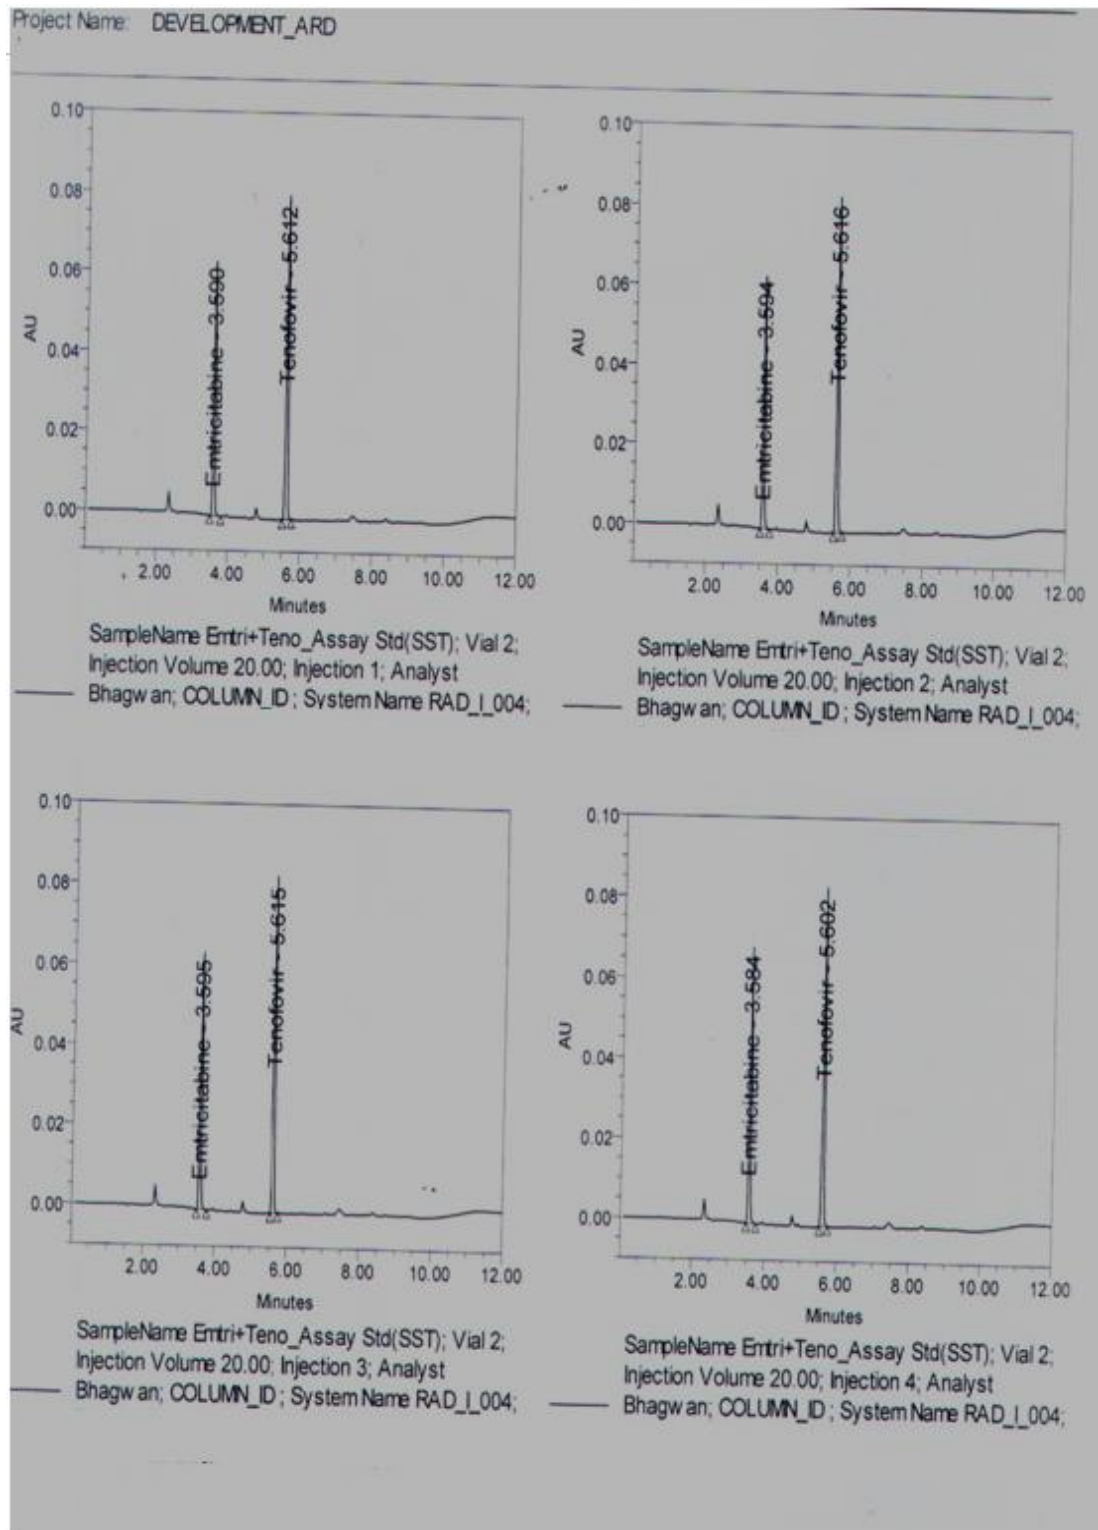 Project Name: DEVELOPMENT_ARD
0.10
0.08
0.06
0.04
0.02
0.00
AU
Emtricitabine - 3.590
Tenofovir - 5.612
2.00 4.00 6.00 8.00 10.00 12.00
Minutes
SampleName Emtri+Teno_Assay Std(SST); Vial 2;
Injection Volume 20.00; Injection 1; Analyst
Bhagwan; COLUMN_ID ; System Name RAD_I_004;
0.10
0.08
0.06
0.04
0.02
0.00
AU
Emtricitabine - 3.594
Tenofovir - 5.616
2.00 4.00 6.00 8.00 10.00 12.00
Minutes
SampleName Emtri+Teno_Assay Std(SST); Vial 2;
Injection Volume 20.00; Injection 2; Analyst
Bhagwan; COLUMN_ID ; System Name RAD_I_004;
0.10
0.08
0.06
0.04
0.02
0.00
AU
Emtricitabine - 3.595
Tenofovir - 5.615
2.00 4.00 6.00 8.00 10.00 12.00
Minutes
SampleName Emtri+Teno_Assay Std(SST); Vial 2;
Injection Volume 20.00; Injection 3; Analyst
Bhagwan; COLUMN_ID ; System Name RAD_I_004;
0.10
0.08
0.06
0.04
0.02
0.00
AU
Emtricitabine - 3.584
Tenofovir - 5.602
2.00 4.00 6.00 8.00 10.00 12.00
Minutes
SampleName Emtri+Teno_Assay Std(SST); Vial 2;
Injection Volume 20.00; Injection 4; Analyst
Bhagwan; COLUMN_ID ; System Name RAD_I_004;